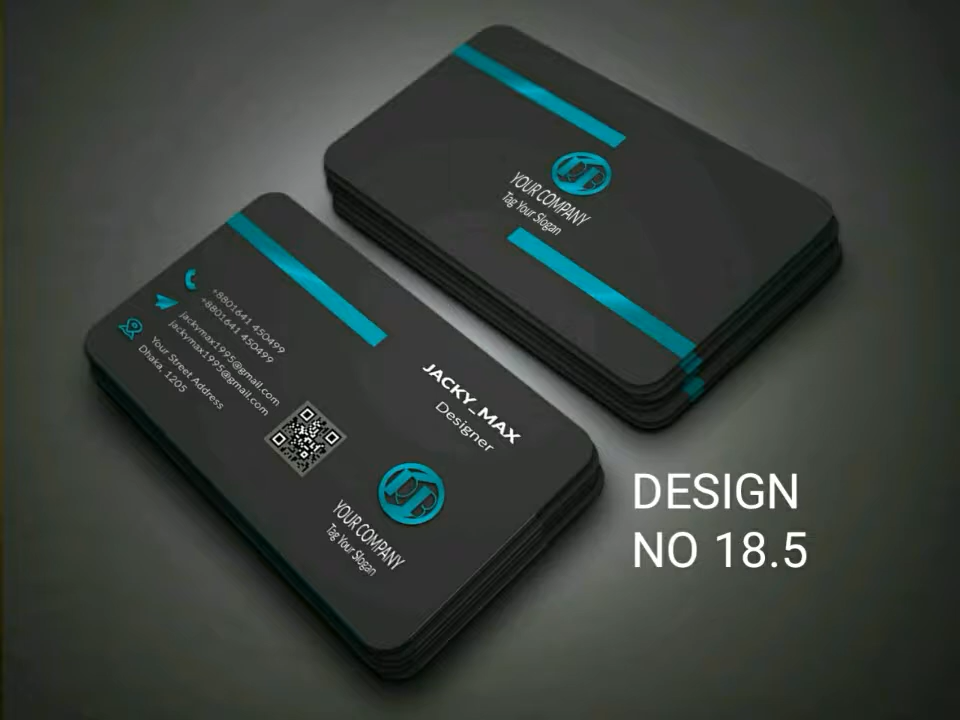 YOUR COMPANY
Tag Your Slogan
+8801641 450499
+8801641 450499
jackymax1995@gmail.com
jackymax1995@gmail.com
Your Street Address
Dhaka, 1205
JACKY_MAX
Designer
YOUR COMPANY
Tag Your Slogan
DESIGN
NO 18.5